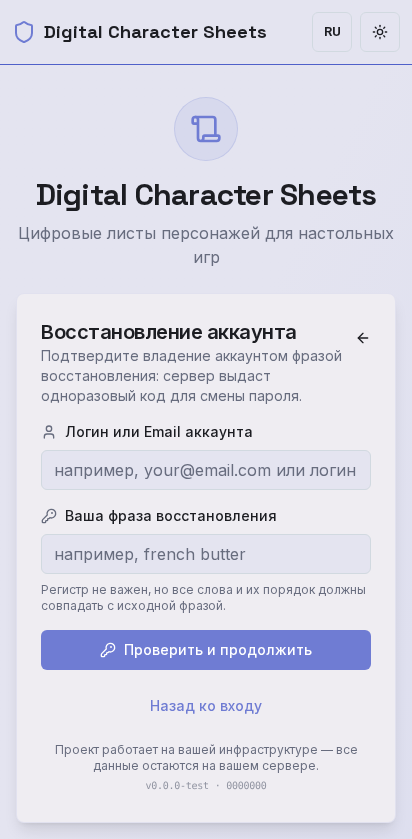 Digital Character Sheets
RU
Digital Character Sheets
Цифровые листы персонажей для настольных
игр
Восстановление аккаунта
Подтвердите владение аккаунтом фразой
восстановления: сервер выдаст
одноразовый код для смены пароля.
Логин или Email аккаунта
например, your@email.com или логин
Ваша фраза восстановления
например, french butter
Регистр не важен, но все слова и их порядок должны
совпадать с исходной фразой.
Проверить и продолжить
Назад ко входу
Проект работает на вашей инфраструктуре — все
данные остаются на вашем сервере.
v0.0.0-test · 0000000